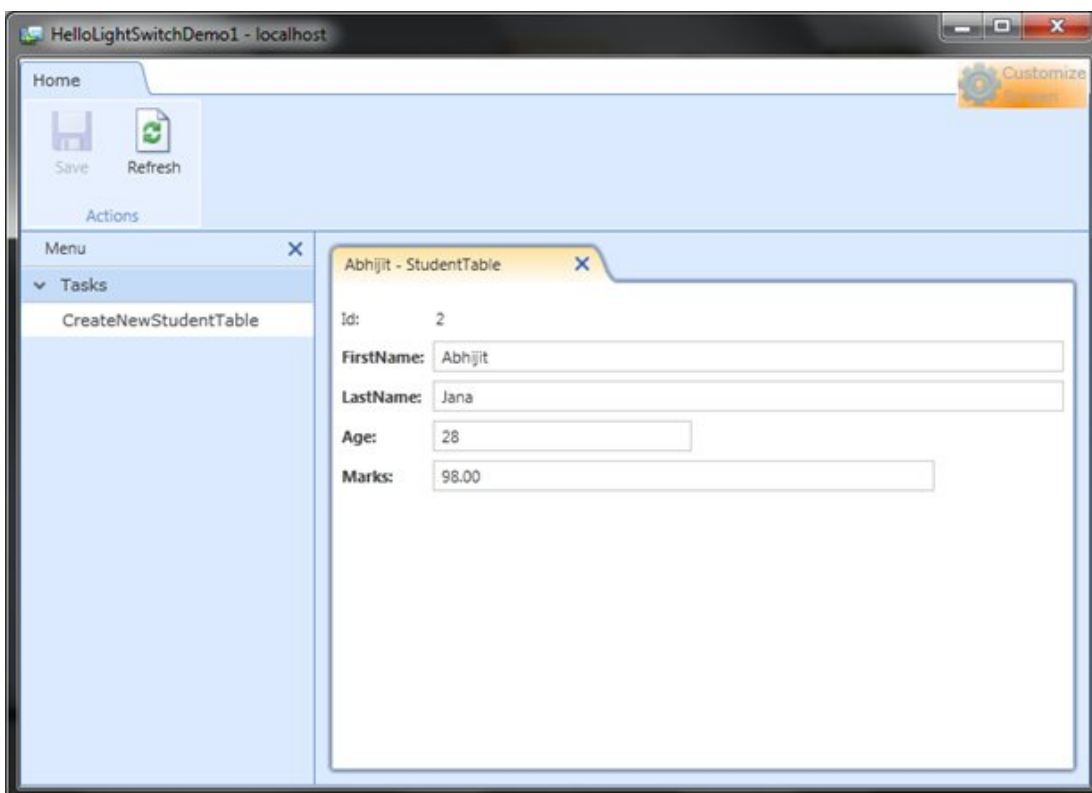 HelloLightSwitchDemo1 - localhost
Home
Customize
Screen
Save
Refresh
Actions
Menu
Tasks
CreateNewStudentTable
Abhijit - StudentTable
Id: 2
FirstName: Abhijit
LastName: Jana
Age: 28
Marks: 98.00